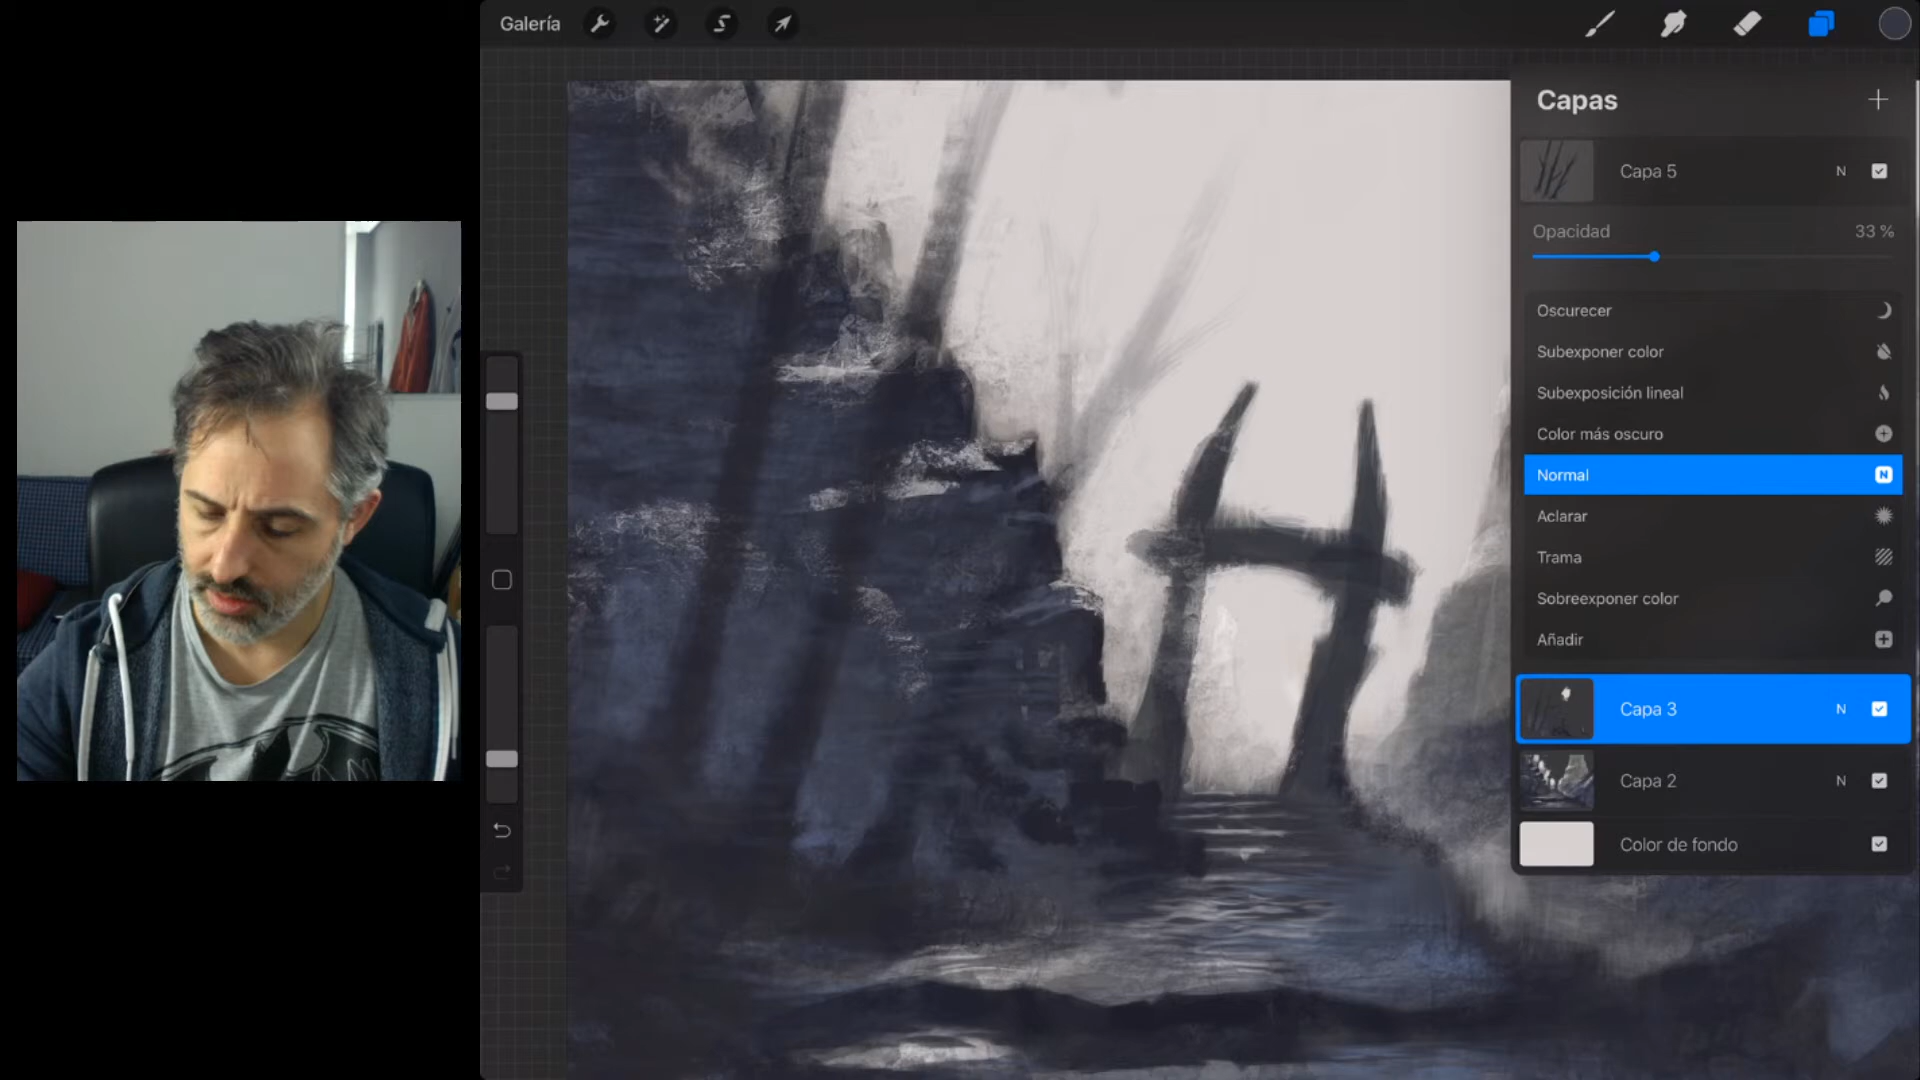 Galería
Capas
Capa 5 N
Opacidad 33 %
Oscurecer
Subexponer color
Subexposición lineal
Color más oscuro
Normal N
Aclarar
Trama
Sobreexponer color
Añadir
Capa 3 N
Capa 2 N
Color de fondo